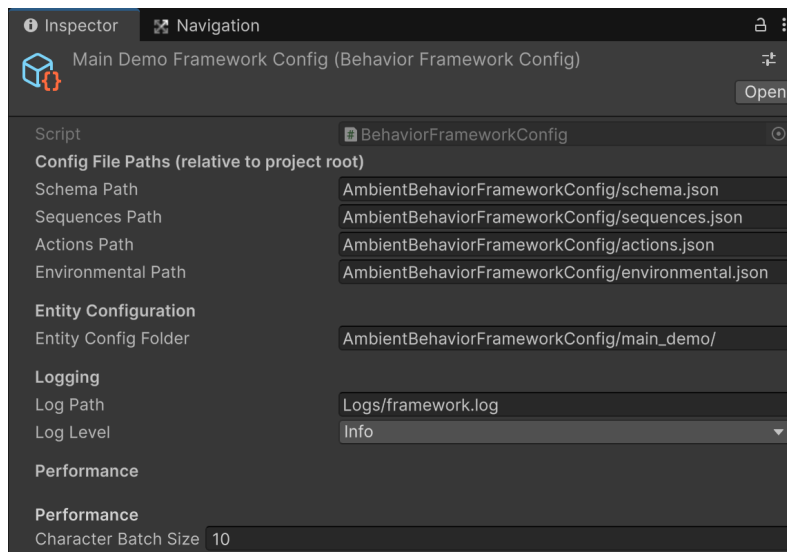 Inspector Navigation
Main Demo Framework Config (Behavior Framework Config)
Open
Script BehaviorFrameworkConfig
Config File Paths (relative to project root)
Schema Path AmbientBehaviorFrameworkConfig/schema.json
Sequences Path AmbientBehaviorFrameworkConfig/sequences.json
Actions Path AmbientBehaviorFrameworkConfig/actions.json
Environmental Path AmbientBehaviorFrameworkConfig/environmental.json
Entity Configuration
Entity Config Folder AmbientBehaviorFrameworkConfig/main_demo/
Logging
Log Path Logs/framework.log
Log Level Info
Performance
Performance
Character Batch Size 10